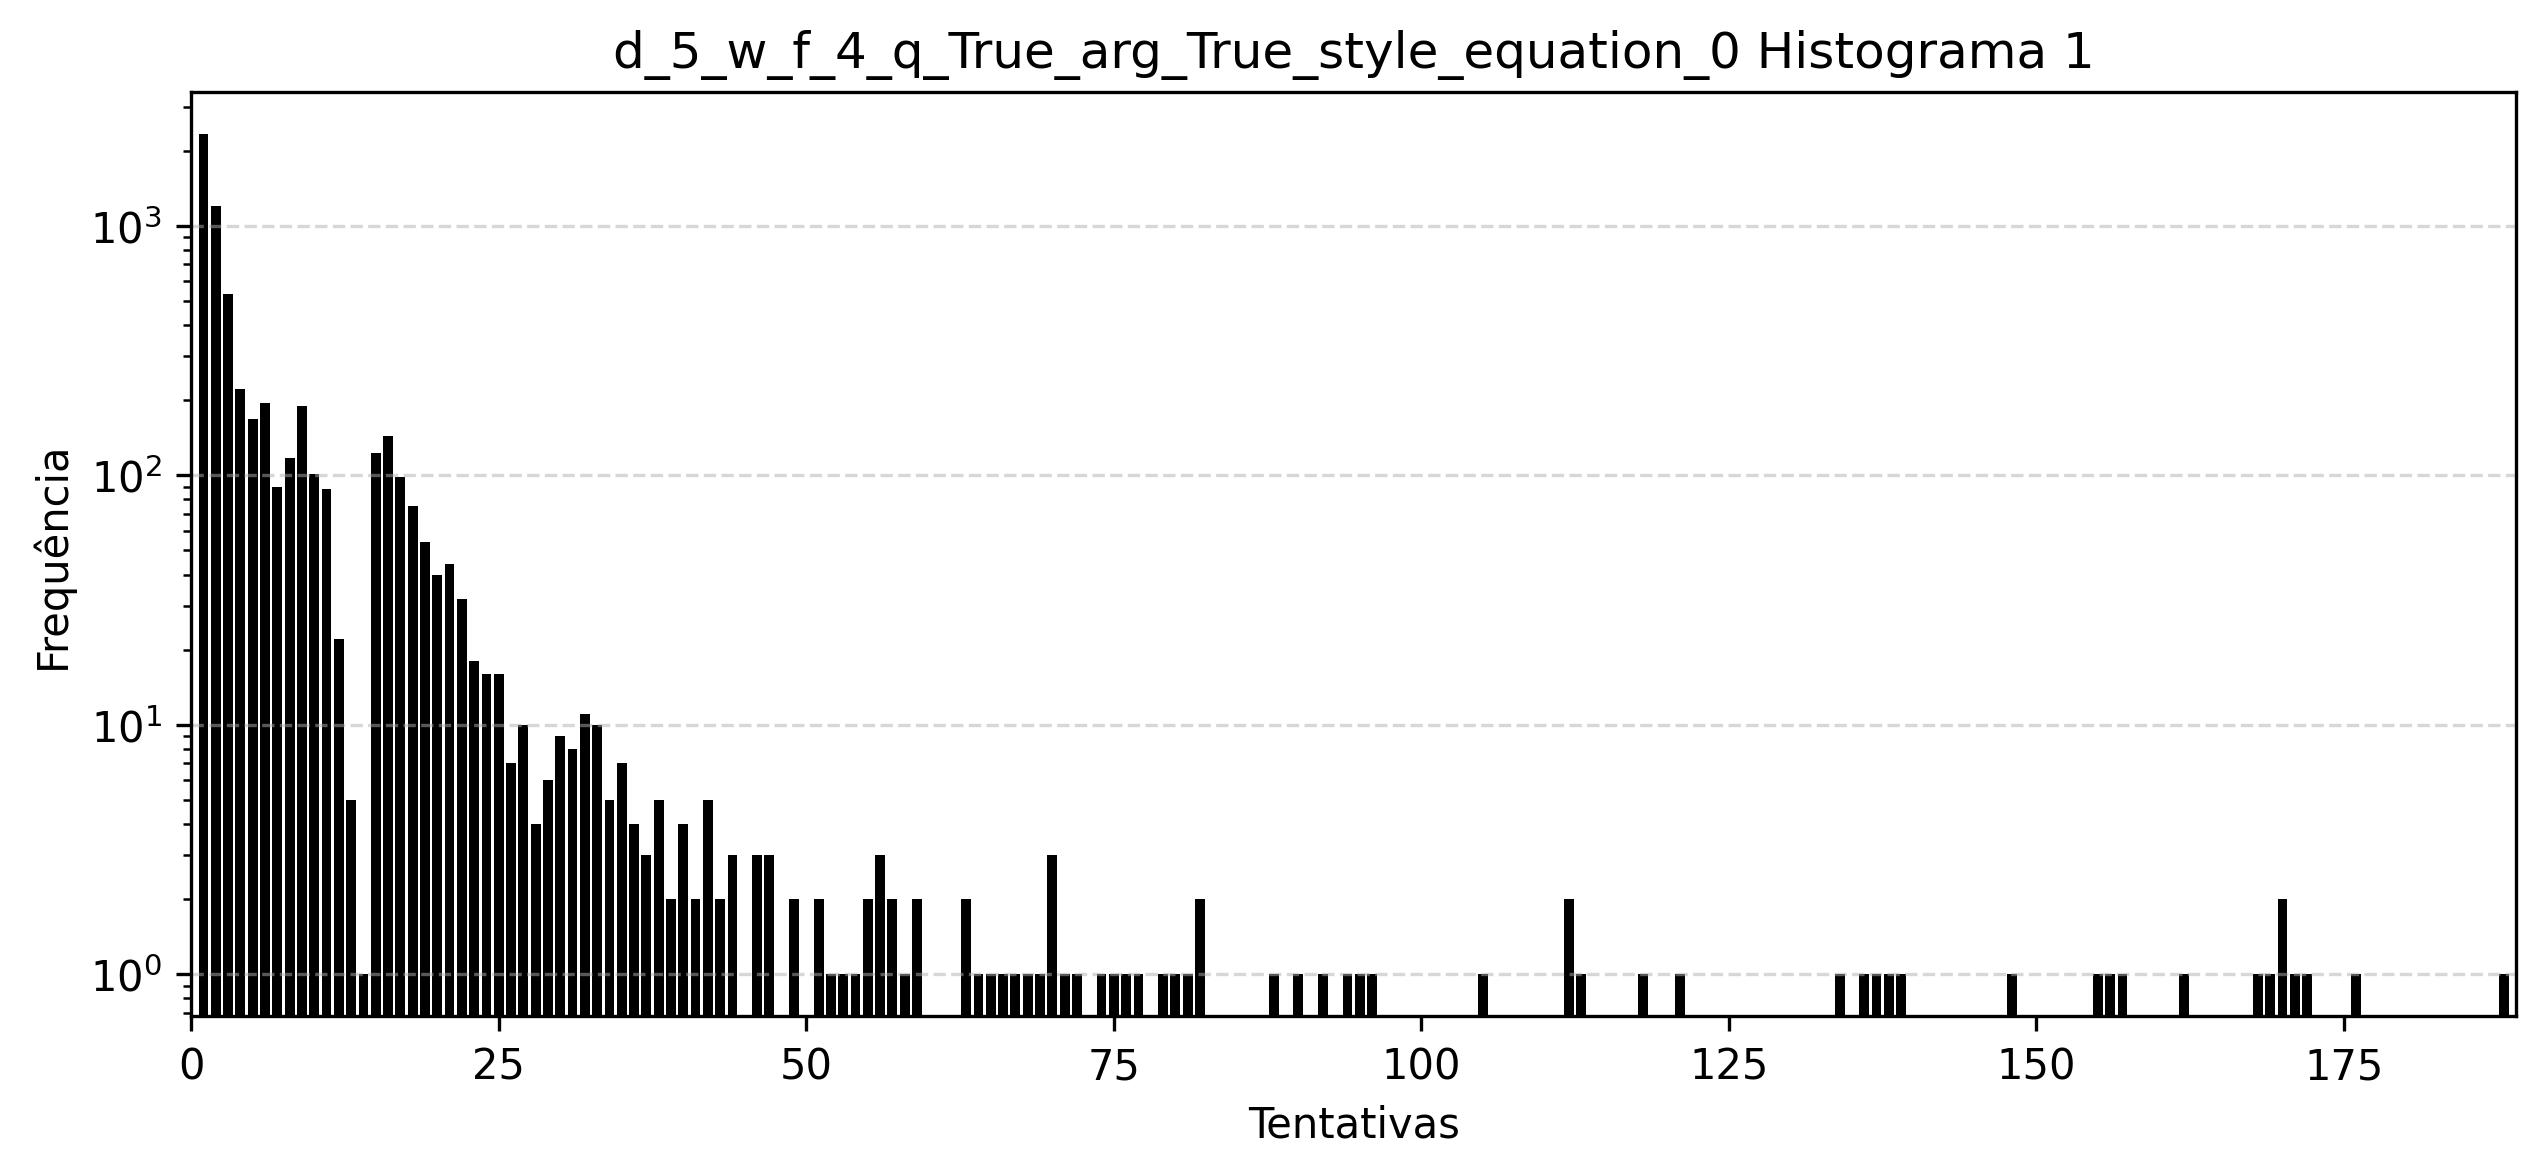 d_5_w_f_4_q_True_arg_True_style_equation_0 Histograma 1
Frequência
10³
10²
10¹
10⁰
0 25 50 75 100 125 150 175
Tentativas